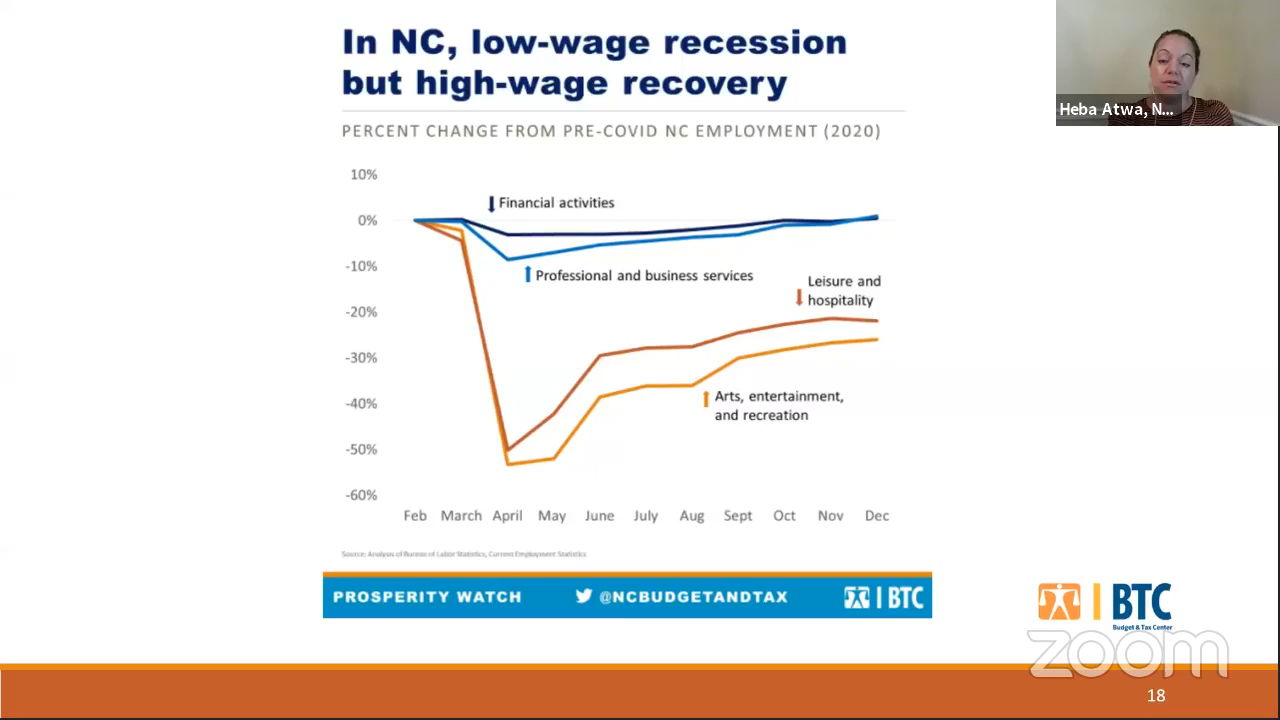 In NC, low-wage recession
but high-wage recovery
PERCENT CHANGE FROM PRE-COVID NC EMPLOYMENT (2020)
Heba Atwa, N...
10%
0%
-10%
-20%
-30%
-40%
-50%
-60%
Financial activities
Professional and business services
Leisure and
hospitality
Arts, entertainment,
and recreation
Feb March April May June July Aug Sept Oct Nov Dec
Source: Analysis of Bureau of Labor Statistics, Current Employment Statistics
PROSPERITY WATCH @NCBUDGETANDTAX BTC
BTC
Budget & Tax Center
zoom
18